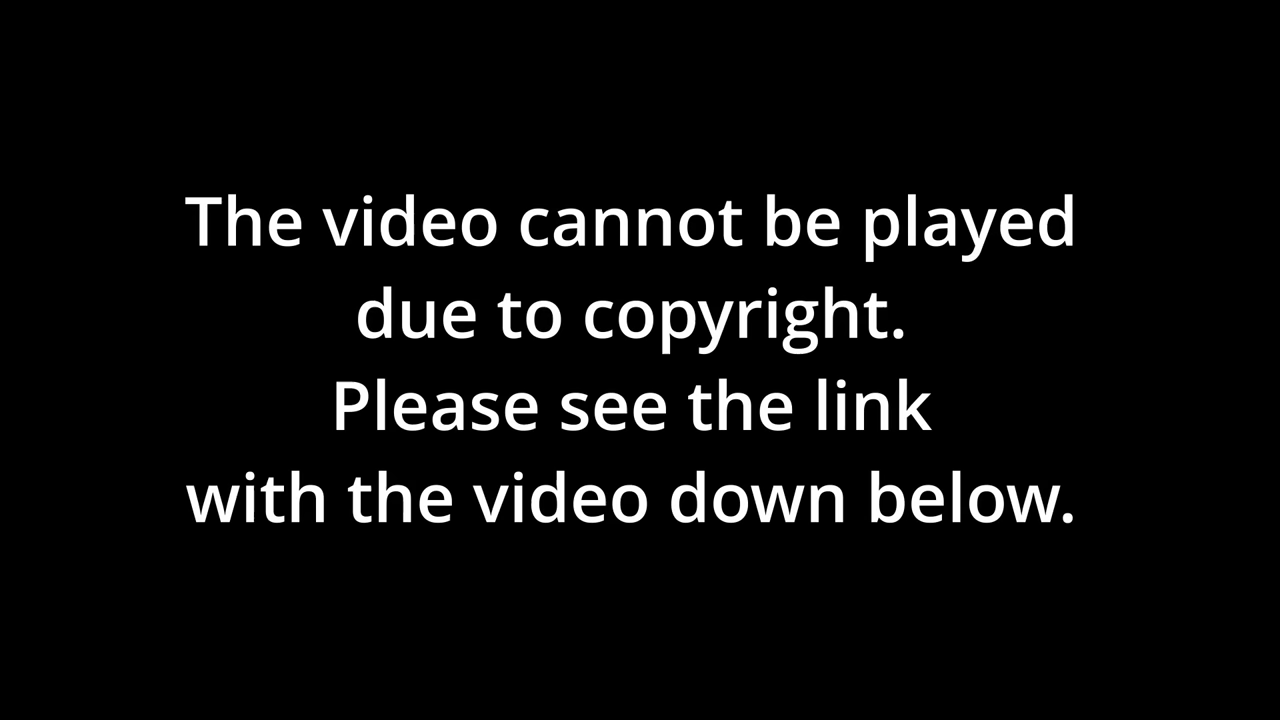 The video cannot be played
due to copyright.
Please see the link
with the video down below.